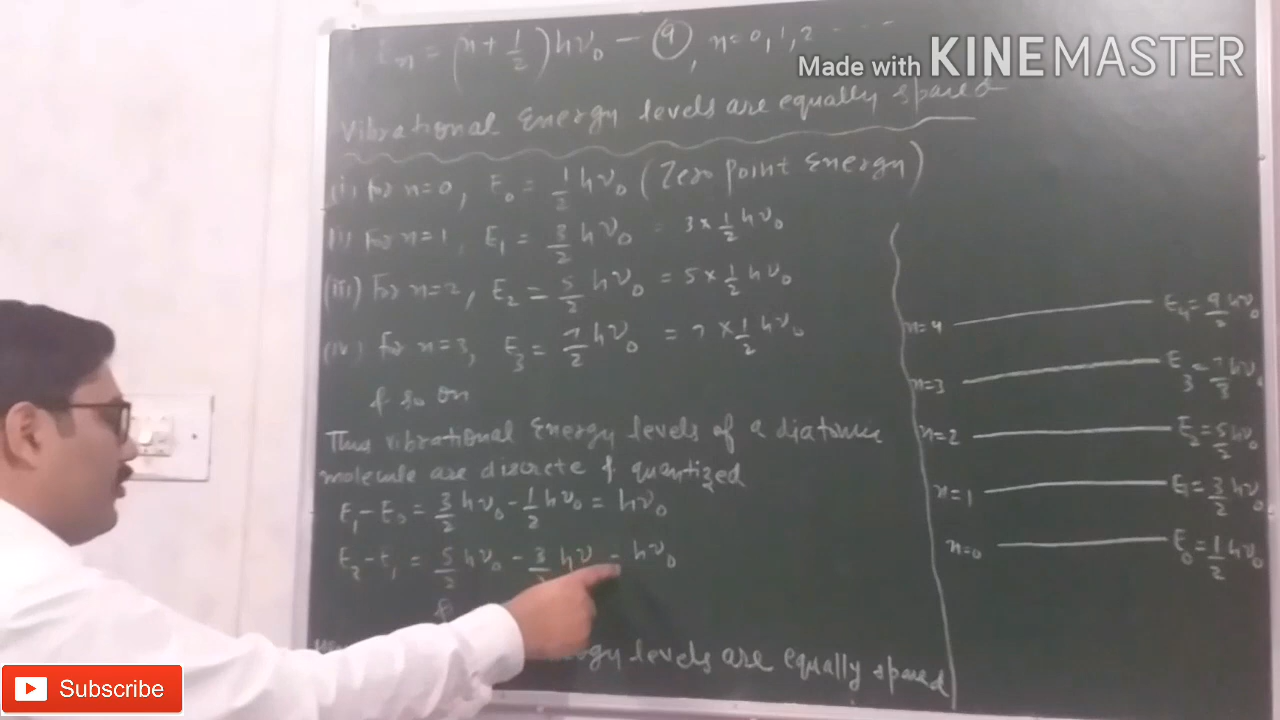 Eₙ = (n + 1/2) hν₀ – (9), n = 0, 1, 2 ....
Made with KINEMASTER
Vibrational Energy levels are equally spaced
(i) for n=0, E₀ = 1/2 hν₀ (Zero point Energy)
(ii) For n=1, E₁ = 3/2 hν₀ = 3 × 1/2 hν₀
(iii) For n=2, E₂ = 5/2 hν₀ = 5 × 1/2 hν₀
(iv) for n=3, E₃ = 7/2 hν₀ = 7 × 1/2 hν₀
& so on
Thus vibrational Energy levels of a diatomic
molecule are discrete & quantized
E₁ – E₀ = 3/2 hν₀ – 1/2 hν₀ = hν₀
E₂ – E₁ = 5/2 hν₀ – 3/2 hν = hν₀
levels are equally spaced
n=4 E₄ = 9/2 hν₀
n=3 E₃ = 7/3 hν₀
n=2 E₂ = 5/2 hν₀
n=1 E₁ = 3/2 hν₀
n=0 E₀ = 1/2 hν₀
Subscribe